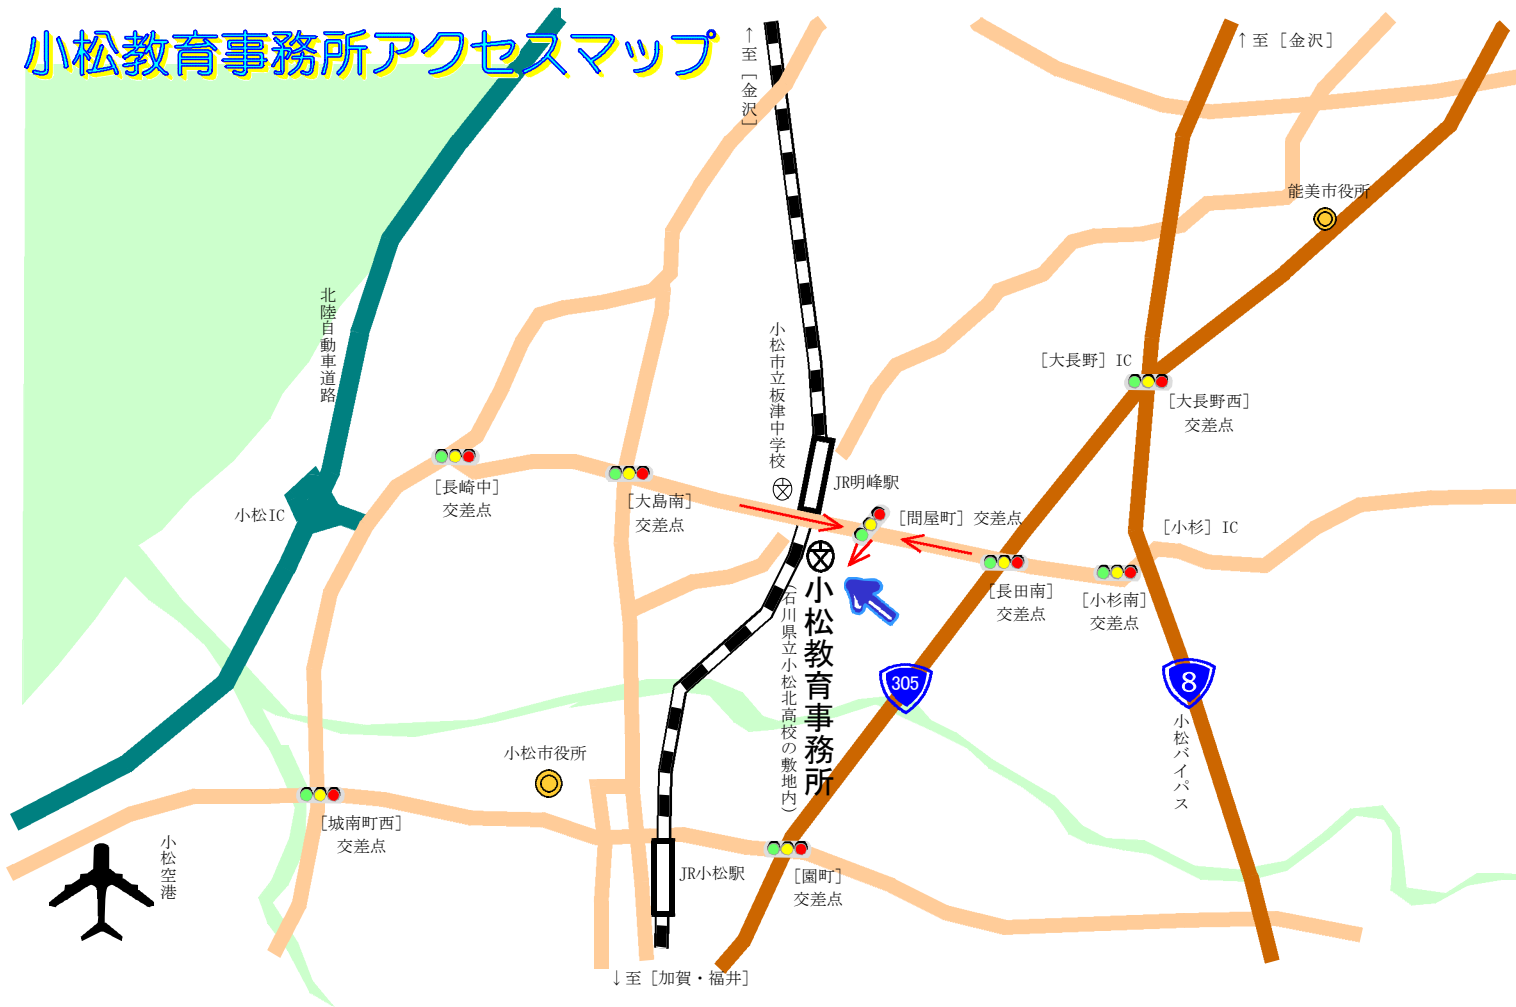 小松教育事務所アクセスマップ
↑至［金沢］
↑至［金沢］
能美市役所
北陸自動車道路
小松市立板津中学校
［大長野］IC
［大長野西］
交差点
JR明峰駅
［長崎中］
交差点
［大島南］
交差点
小松IC
［問屋町］交差点
［小杉］IC
［長田南］
交差点
［小杉南］
交差点
小松教育事務所
（石川県立小松北高校の敷地内）
305
8
小松バイパス
小松市役所
［城南町西］
交差点
小松空港
JR小松駅
［園町］
交差点
↓至［加賀・福井］